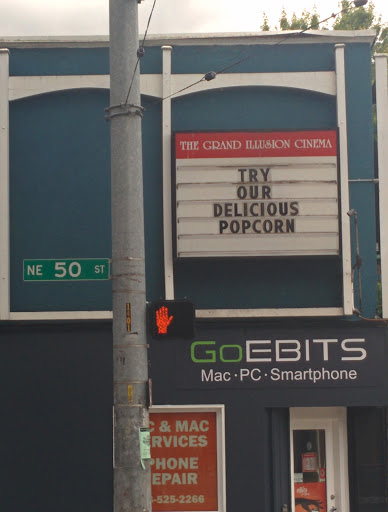 THE GRAND ILLUSION CINEMA
TRY
OUR
DELICIOUS
POPCORN
NE 50 ST
GoEBITS
Mac · PC · Smartphone
C & MAC
RVICES
PHONE
EPAIR
-525-2266